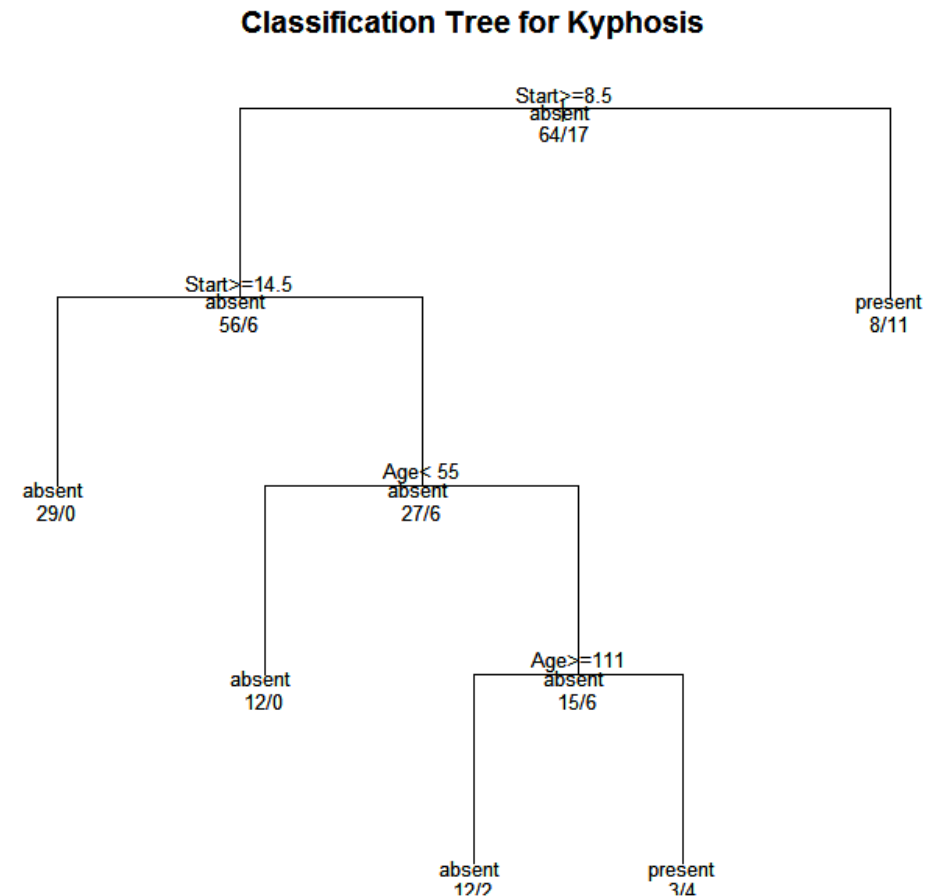 Classification Tree for Kyphosis
Start>=8.5
absent
64/17
Start>=14.5
absent
56/6
present
8/11
Age< 55
absent
27/6
absent
29/0
Age>=111
absent
15/6
absent
12/0
absent
12/2
present
3/4